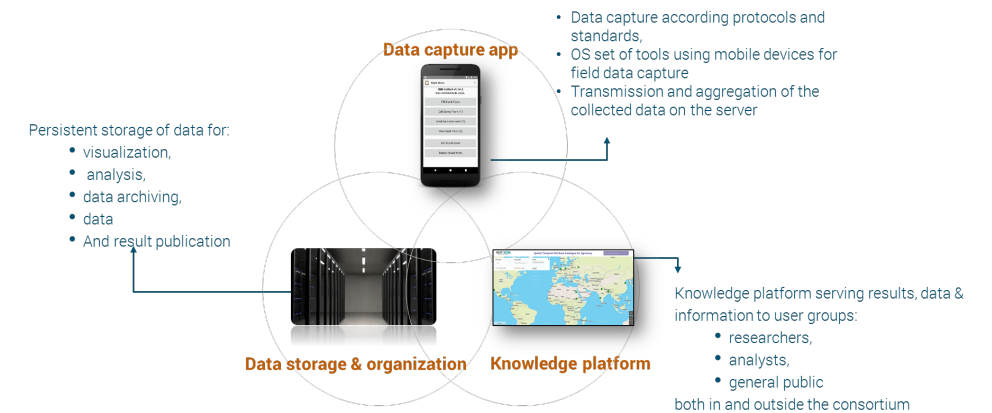 Data capture app
• Data capture according protocols and
standards,
• OS set of tools using mobile devices for
field data capture
• Transmission and aggregation of the
collected data on the server
Persistent storage of data for:
• visualization,
• analysis,
• data archiving,
• data
• And result publication
Data storage & organization
Knowledge platform
Knowledge platform serving results, data &
information to user groups:
• researchers,
• analysts,
• general public
both in and outside the consortium